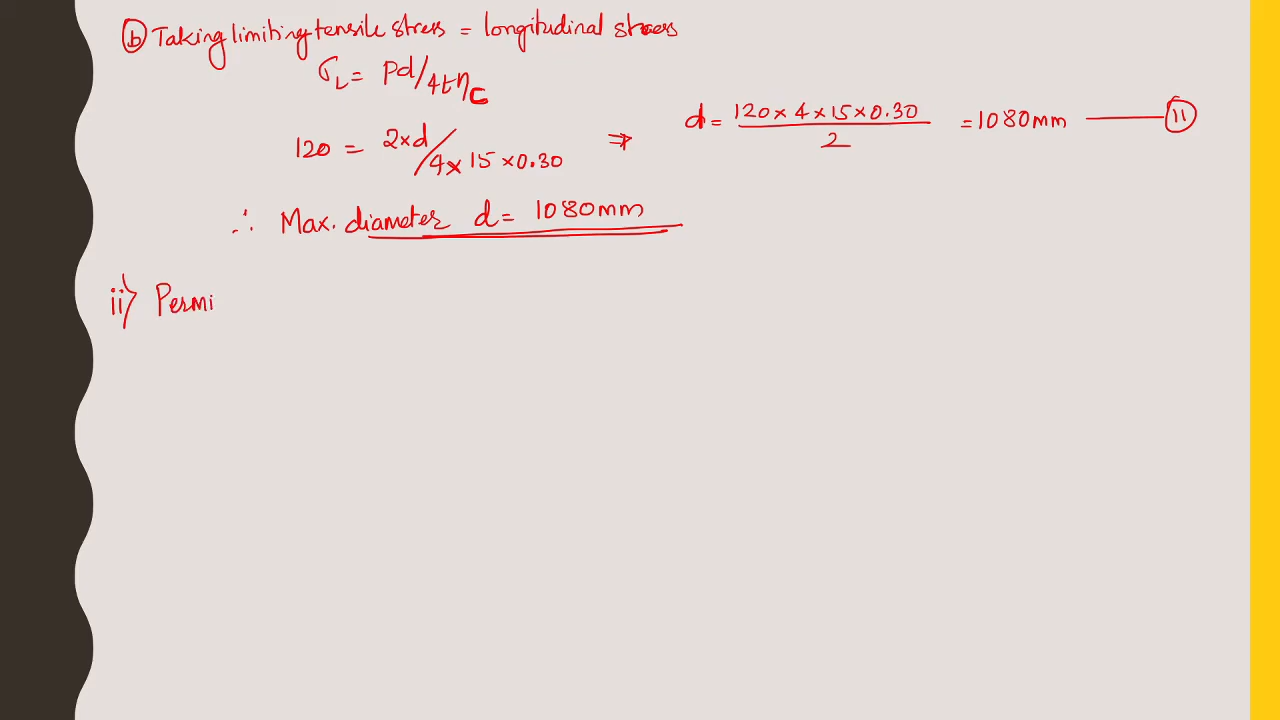 (b) Taking limiting tensile stress = longitudinal stress
σL = Pd/4tηc
120 = 2×d/4×15×0.30 ⇒ d = 120×4×15×0.30/2 = 1080mm — (11)
∴ Max. diameter d = 1080mm
ii) Permi